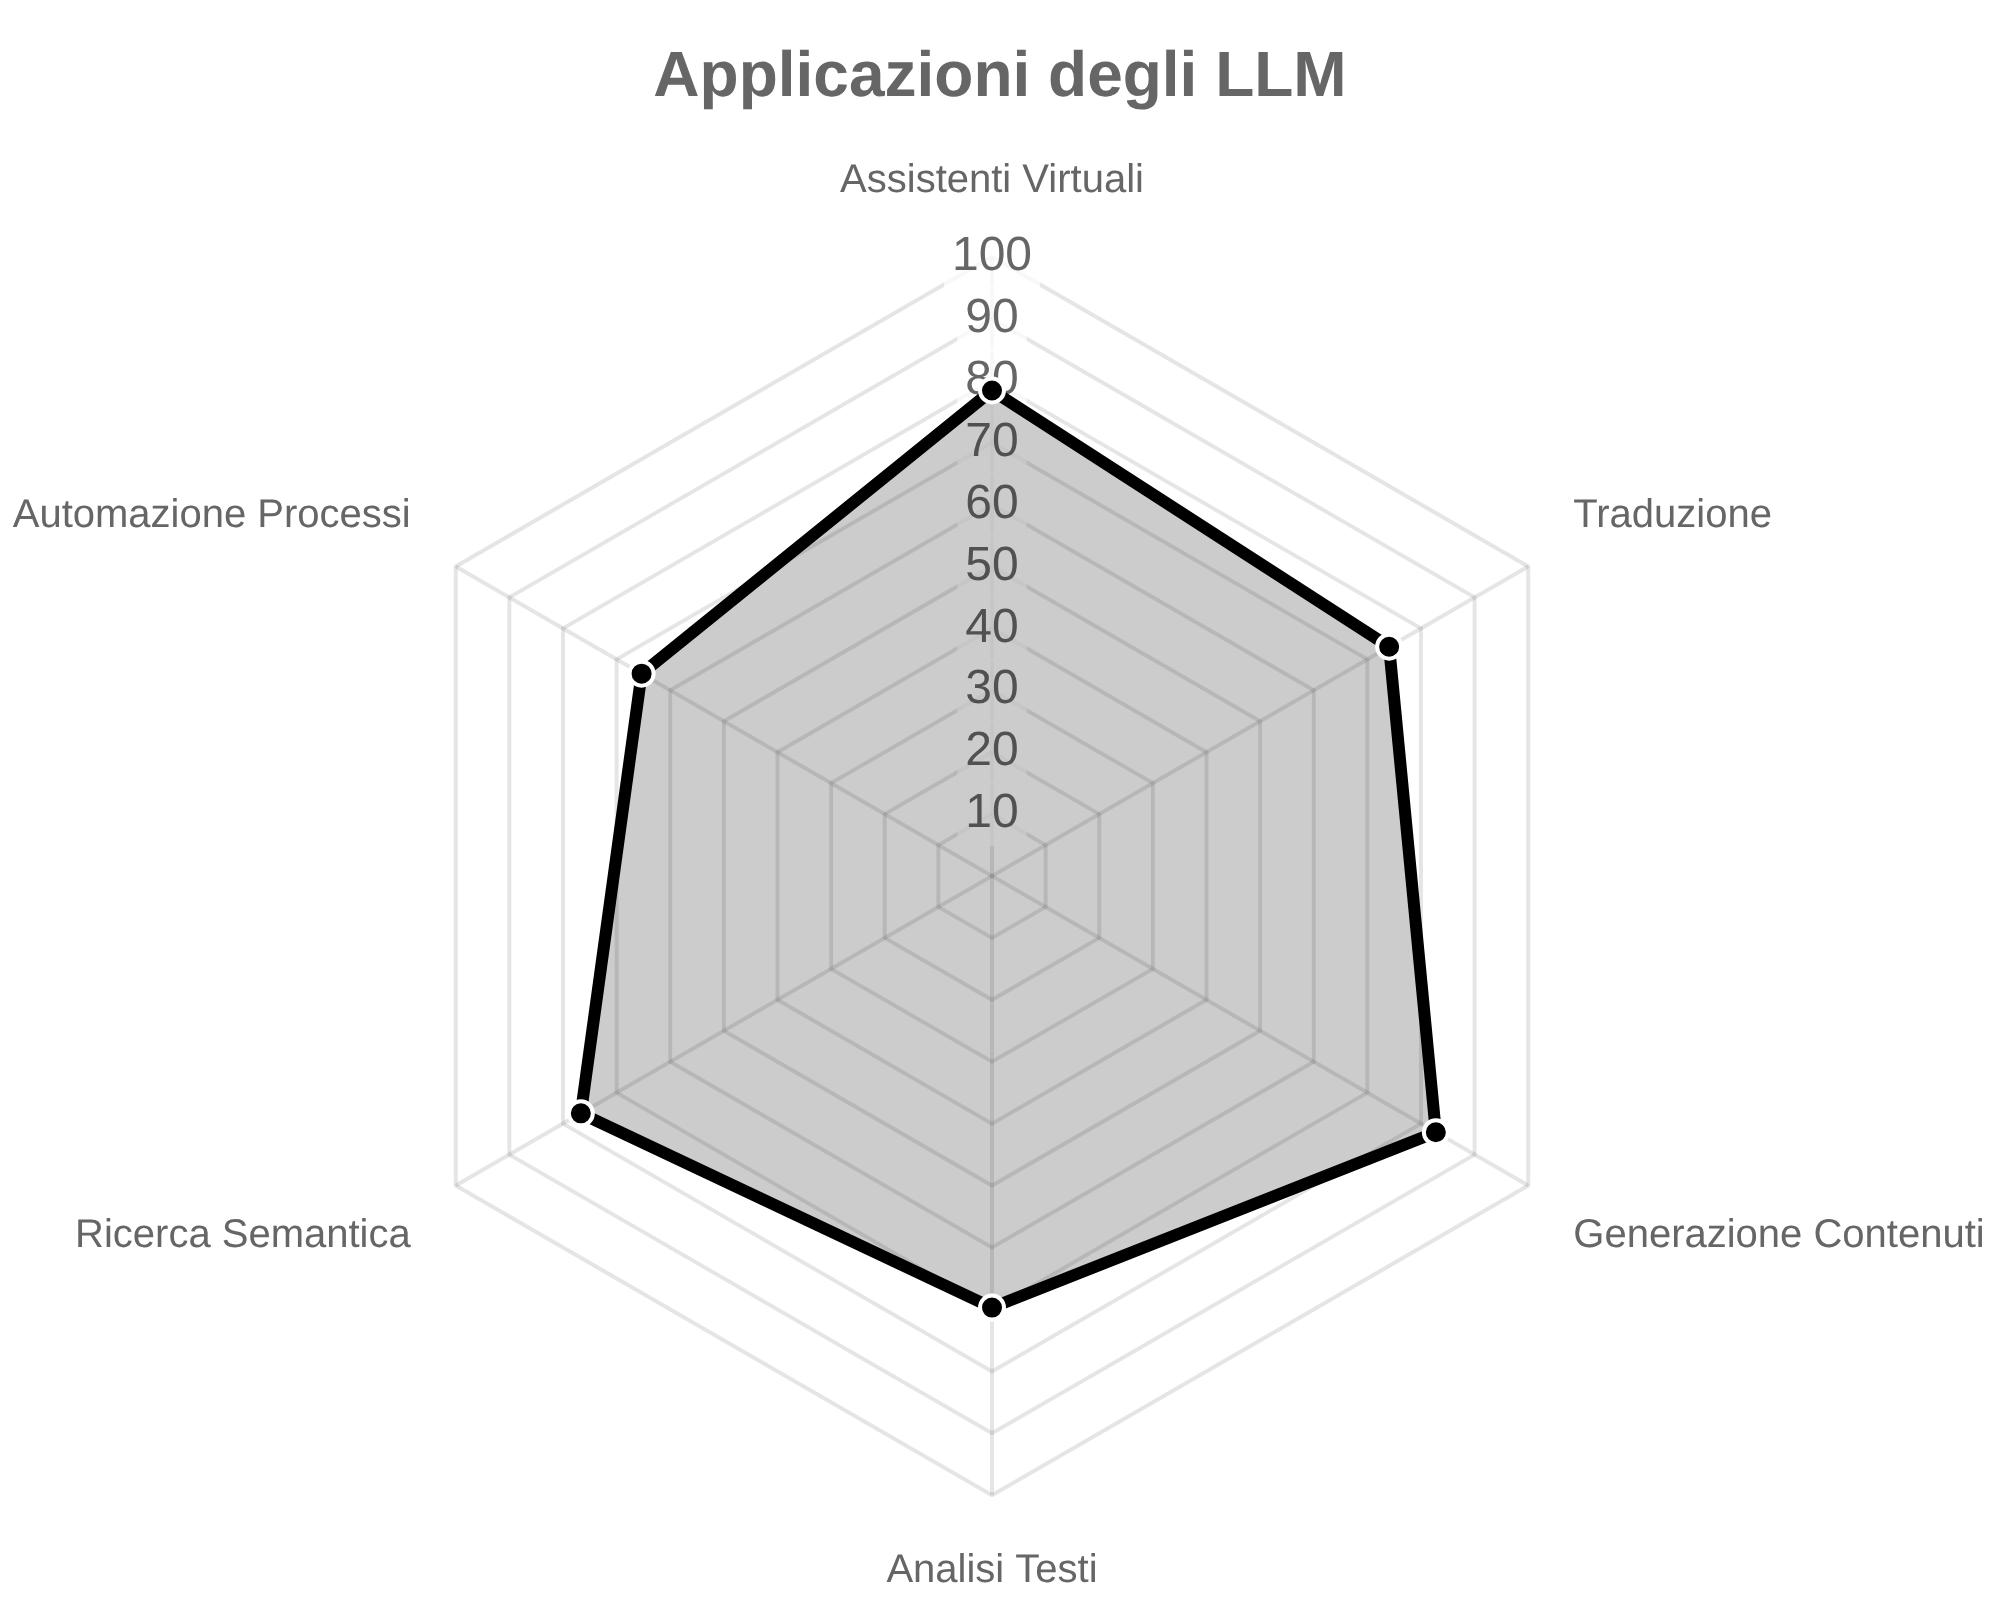 Applicazioni degli LLM
Assistenti Virtuali
100
90
80
70
60
50
40
30
20
10
Automazione Processi
Traduzione
Ricerca Semantica
Generazione Contenuti
Analisi Testi